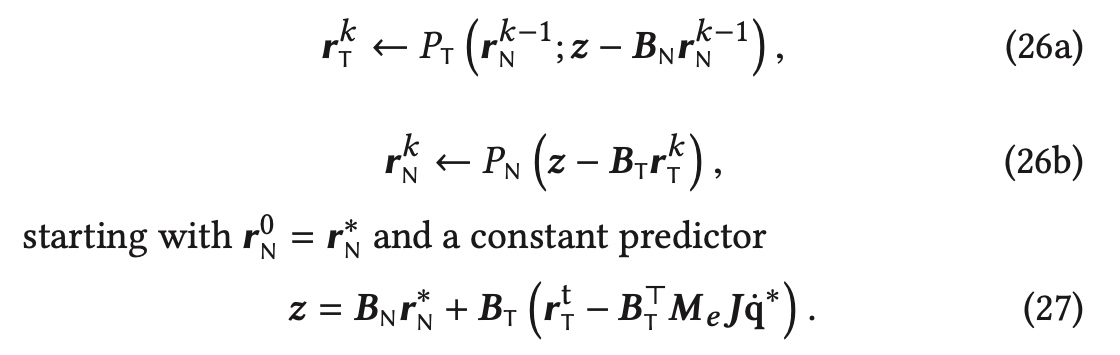 𝒓_T^k ← P_T (𝒓_N^{k−1}; 𝒛 − 𝑩_N 𝒓_N^{k−1}), (26a)
𝒓_N^k ← P_N (𝒛 − 𝑩_T 𝒓_T^k), (26b)
starting with 𝒓_N^0 = 𝒓_N^* and a constant predictor
𝒛 = 𝑩_N 𝒓_N^* + 𝑩_T (𝒓_T^t − 𝑩_T^⊤ 𝑴_e 𝑱 q̇^*). (27)